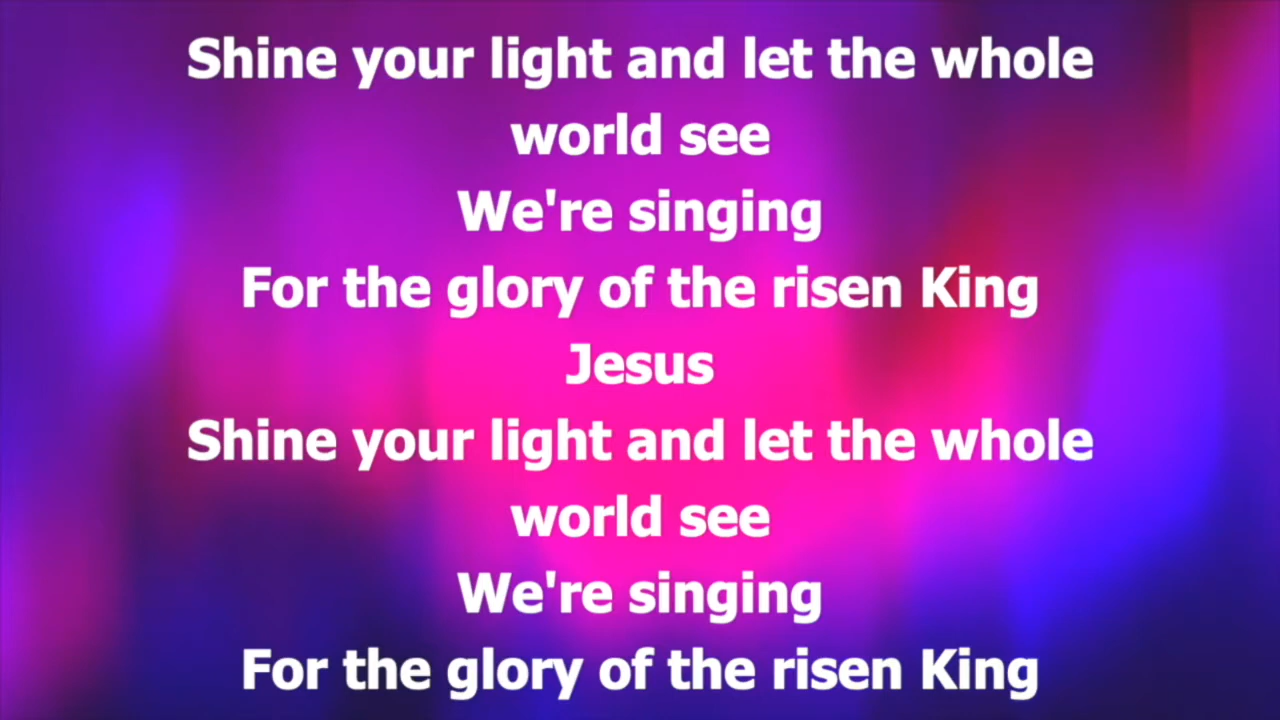 Shine your light and let the whole
world see
We're singing
For the glory of the risen King
Jesus
Shine your light and let the whole
world see
We're singing
For the glory of the risen King